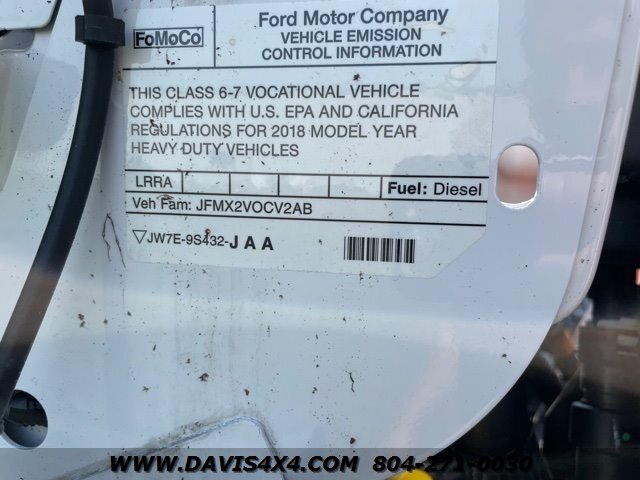 FoMoCo
Ford Motor Company
VEHICLE EMISSION
CONTROL INFORMATION
THIS CLASS 6-7 VOCATIONAL VEHICLE
COMPLIES WITH U.S. EPA AND CALIFORNIA
REGULATIONS FOR 2018 MODEL YEAR
HEAVY DUTY VEHICLES
LRRA Fuel: Diesel
Veh Fam: JFMX2VOCV2AB
▽JW7E-9S432-JAA
WWW.DAVIS4X4.COM 804-271-0030